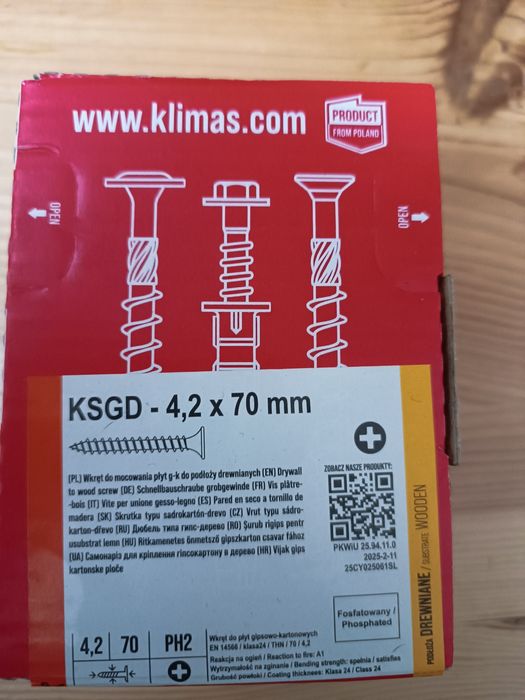 www.klimas.com
PRODUCT
FROM POLAND
OPEN
OPEN
KSGD - 4,2 x 70 mm
ZOBACZ NASZE PRODUKTY:
(PL) Wkręt do mocowania płyt g-k do podłoży drewnianych (EN) Drywall
to wood screw (DE) Schnellbauschraube grobgewinde (FR) Vis plâtre-
-bois (IT) Vite per unione gesso-legno (ES) Pared en seco a tornillo de
madera (SK) Skrutka typu sadrokartón-drevo (CZ) Vrut typu sádro-
karton-dřevo (RU) Дюбель типа гипс-дерево (RO) Şurub rigips pentr
usubstrat lemn (HU) Ritkamenetes önmetsző gipszkarton csavar fához
(UA) Самонаріз для кріплення гіпсокартону в дерево (HR) Vijak gips
kartonske ploče
PKWiU 25.94.11.0
2025-2-11
25CY025061SL
Fosfatowany /
Phosphated
PODŁOŻA DREWNIANE / SUBSTRATE WOODEN
4,2 70 PH2
Wkręt do płyt gipsowo-kartonowych
EN 14566 / klasa24 / THN / 70 / 4,2
Reakcja na ogień / Reaction to fire: A1
Wytrzymałość na zginanie / Bending strength: spełnia / satisfies
Grubość powłoki / Coating thickness: Klasa 24 / Class 24